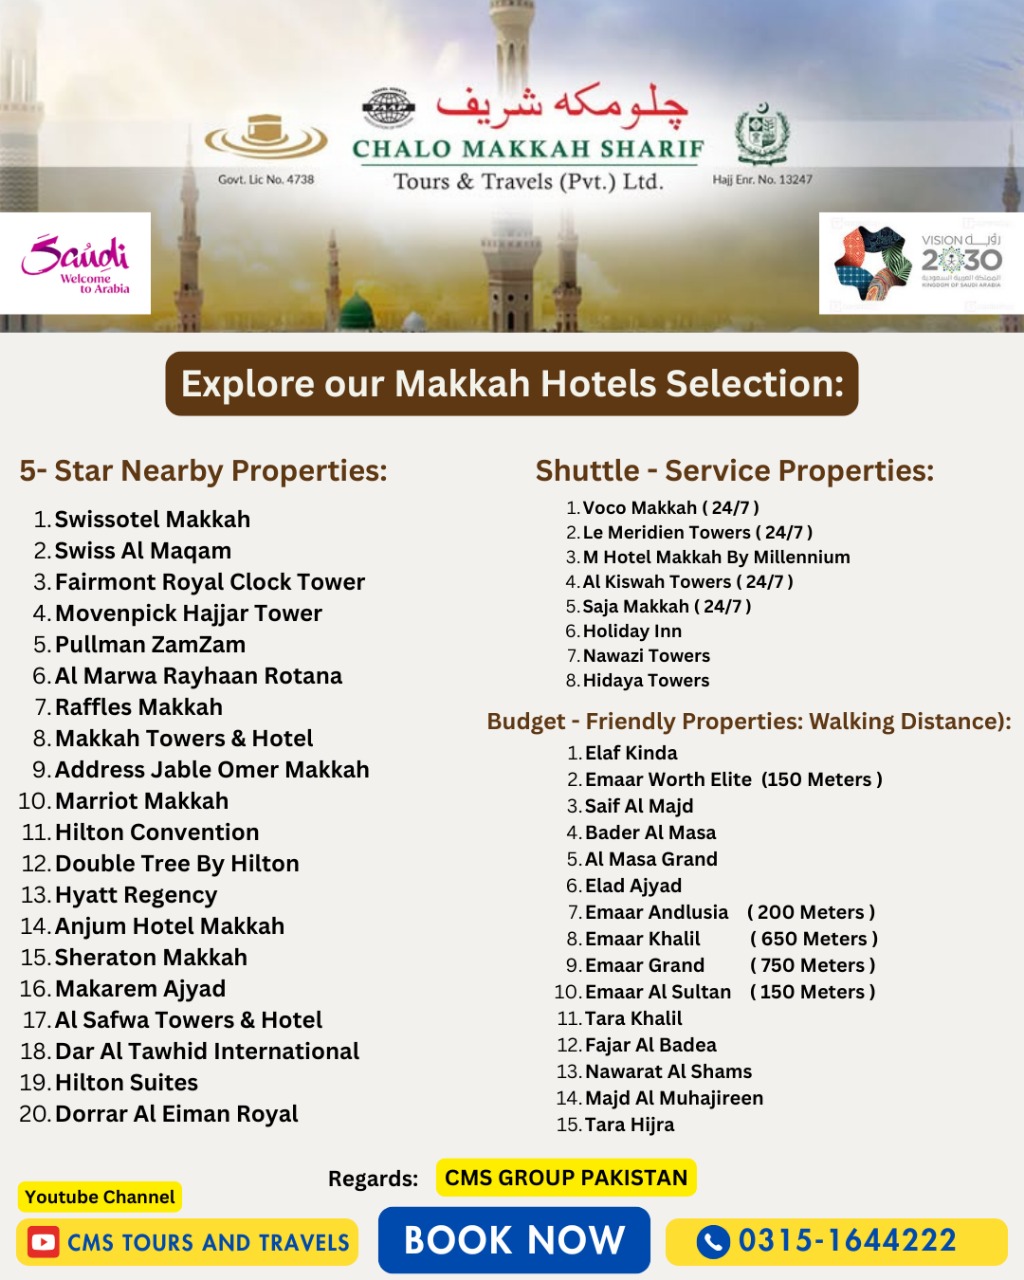 چلو مکه شریف
CHALO MAKKAH SHARIF
Tours & Travels (Pvt.) Ltd.
Govt. Lic No. 4738
Hajj Enr. No. 13247
Saudi
Welcome
to Arabia
VISION رؤيــة
2030
المملكة العربية السعودية
KINGDOM OF SAUDI ARABIA
Explore our Makkah Hotels Selection:
5- Star Nearby Properties:
1. Swissotel Makkah
2. Swiss Al Maqam
3. Fairmont Royal Clock Tower
4. Movenpick Hajjar Tower
5. Pullman ZamZam
6. Al Marwa Rayhaan Rotana
7. Raffles Makkah
8. Makkah Towers & Hotel
9. Address Jable Omer Makkah
10. Marriot Makkah
11. Hilton Convention
12. Double Tree By Hilton
13. Hyatt Regency
14. Anjum Hotel Makkah
15. Sheraton Makkah
16. Makarem Ajyad
17. Al Safwa Towers & Hotel
18. Dar Al Tawhid International
19. Hilton Suites
20. Dorrar Al Eiman Royal
Shuttle - Service Properties:
1. Voco Makkah ( 24/7 )
2. Le Meridien Towers ( 24/7 )
3. M Hotel Makkah By Millennium
4. Al Kiswah Towers ( 24/7 )
5. Saja Makkah ( 24/7 )
6. Holiday Inn
7. Nawazi Towers
8. Hidaya Towers
Budget - Friendly Properties: Walking Distance):
1. Elaf Kinda
2. Emaar Worth Elite (150 Meters )
3. Saif Al Majd
4. Bader Al Masa
5. Al Masa Grand
6. Elad Ajyad
7. Emaar Andlusia ( 200 Meters )
8. Emaar Khalil ( 650 Meters )
9. Emaar Grand ( 750 Meters )
10. Emaar Al Sultan ( 150 Meters )
11. Tara Khalil
12. Fajar Al Badea
13. Nawarat Al Shams
14. Majd Al Muhajireen
15. Tara Hijra
Regards: CMS GROUP PAKISTAN
Youtube Channel
CMS TOURS AND TRAVELS
BOOK NOW
0315-1644222